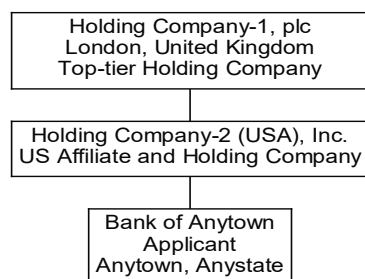 Holding Company-1, plc
London, United Kingdom
Top-tier Holding Company
Holding Company-2 (USA), Inc.
US Affiliate and Holding Company
Bank of Anytown
Applicant
Anytown, Anystate